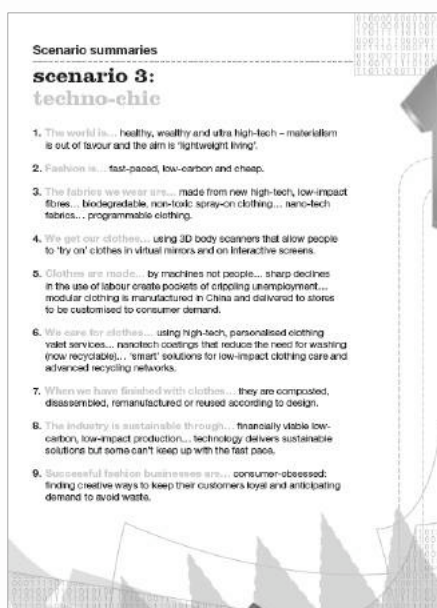 Scenario summaries
scenario 3:
techno-chic
1. The world is... healthy, wealthy and ultra high-tech – materialism
is out of favour and the aim is 'lightweight living'.
2. Fashion is... fast-paced, low-carbon and cheap.
3. The fabrics we wear are... made from new high-tech, low-impact
fibres... biodegradable, non-toxic spray-on clothing... nano-tech
fabrics... programmable clothing.
4. We get our clothes... using 3D body scanners that allow people
to 'try on' clothes in virtual mirrors and on interactive screens.
5. Clothes are made... by machines not people... sharp declines
in the use of labour create pockets of crippling unemployment...
modular clothing is manufactured in China and delivered to stores
to be customised to consumer demand.
6. We care for clothes... using high-tech, personalised clothing
valet services... nanotech coatings that reduce the need for washing
(now recyclable)... 'smart' solutions for low-impact clothing care and
advanced recycling networks.
7. When we have finished with clothes... they are composted,
disassembled, remanufactured or reused according to design.
8. The industry is sustainable through... financially viable low-
carbon, low-impact production... technology delivers sustainable
solutions but some can't keep up with the fast pace.
9. Successful fashion businesses are... consumer-obsessed:
finding creative ways to keep their customers loyal and anticipating
demand to avoid waste.